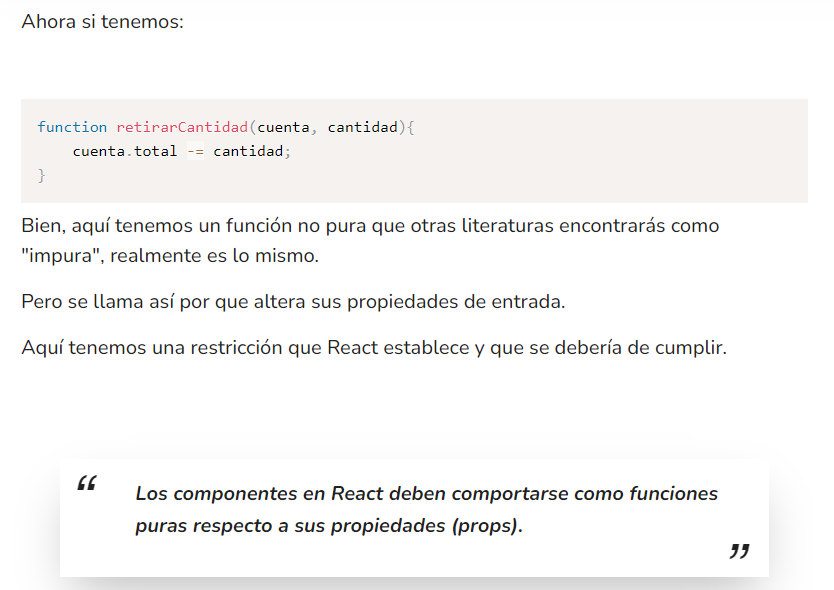 Ahora si tenemos:
function retirarCantidad(cuenta, cantidad){
    cuenta.total -= cantidad;
}
Bien, aquí tenemos un función no pura que otras literaturas encontrarás como
"impura", realmente es lo mismo.
Pero se llama así por que altera sus propiedades de entrada.
Aquí tenemos una restricción que React establece y que se debería de cumplir.
“
Los componentes en React deben comportarse como funciones
puras respecto a sus propiedades (props).
”